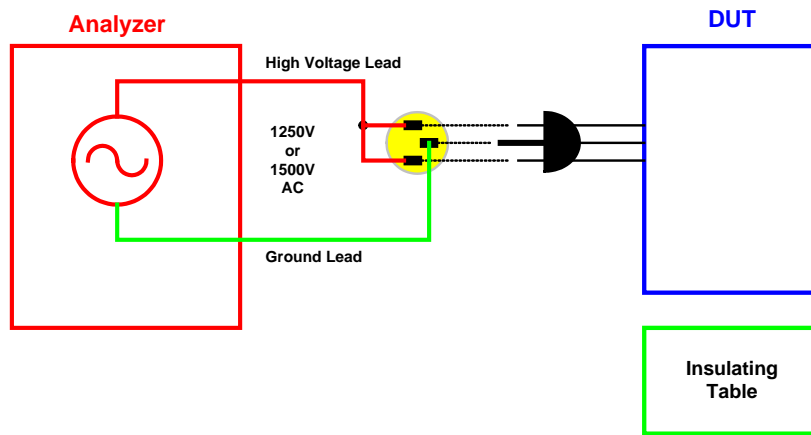 Analyzer
DUT
High Voltage Lead
1250V
or
1500V
AC
Ground Lead
Insulating
Table